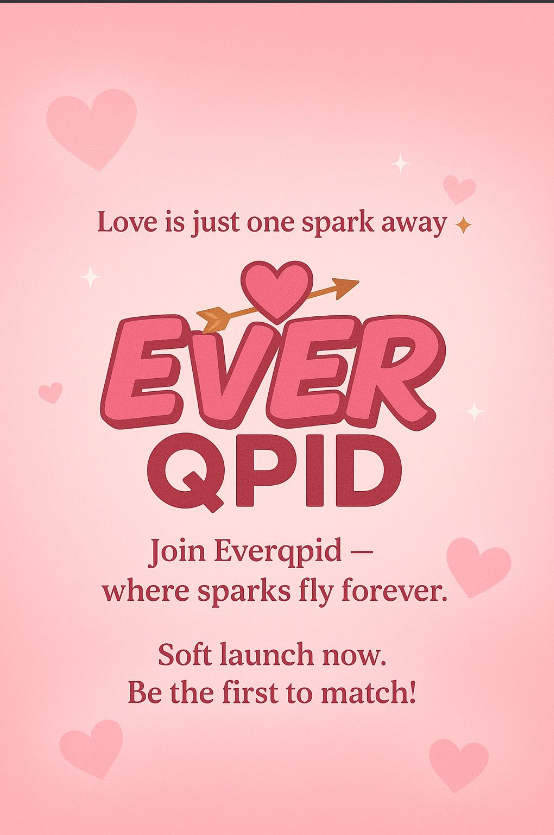 Love is just one spark away
EVER
QPID
Join Everqpid —
where sparks fly forever.
Soft launch now.
Be the first to match!